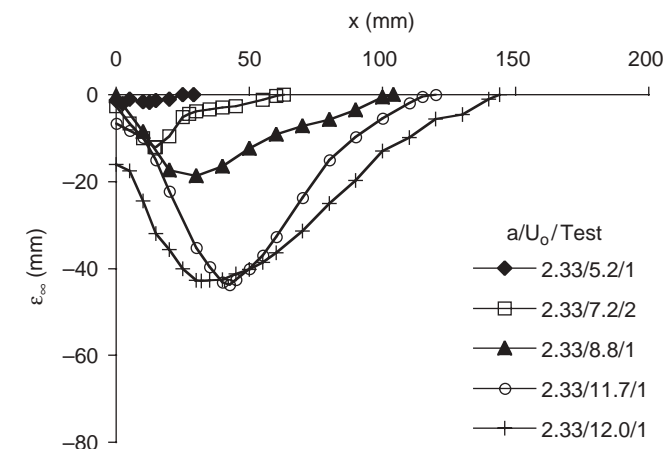 x (mm)
0 50 100 150 200
0
−20
−40
−60
−80
ε∞ (mm)
a/Uo/Test
2.33/5.2/1
2.33/7.2/2
2.33/8.8/1
2.33/11.7/1
2.33/12.0/1